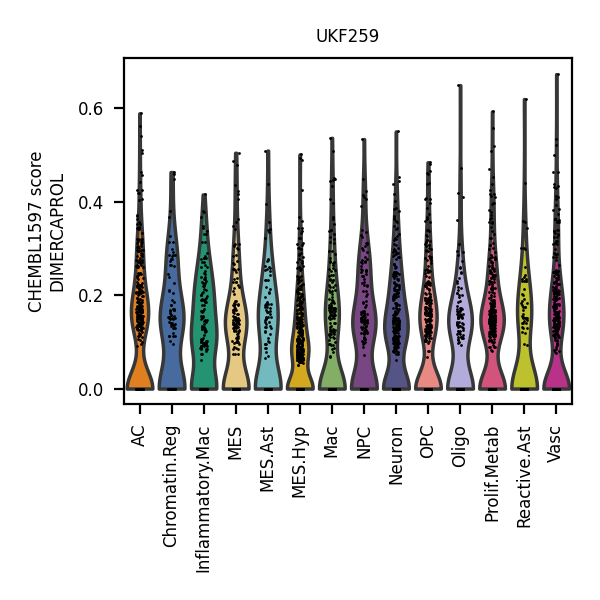 UKF259
CHEMBL1597 score
DIMERCAPROL
0.6
0.4
0.2
0.0
AC
Chromatin.Reg
Inflammatory.Mac
MES
MES.Ast
MES.Hyp
Mac
NPC
Neuron
OPC
Oligo
Prolif.Metab
Reactive.Ast
Vasc